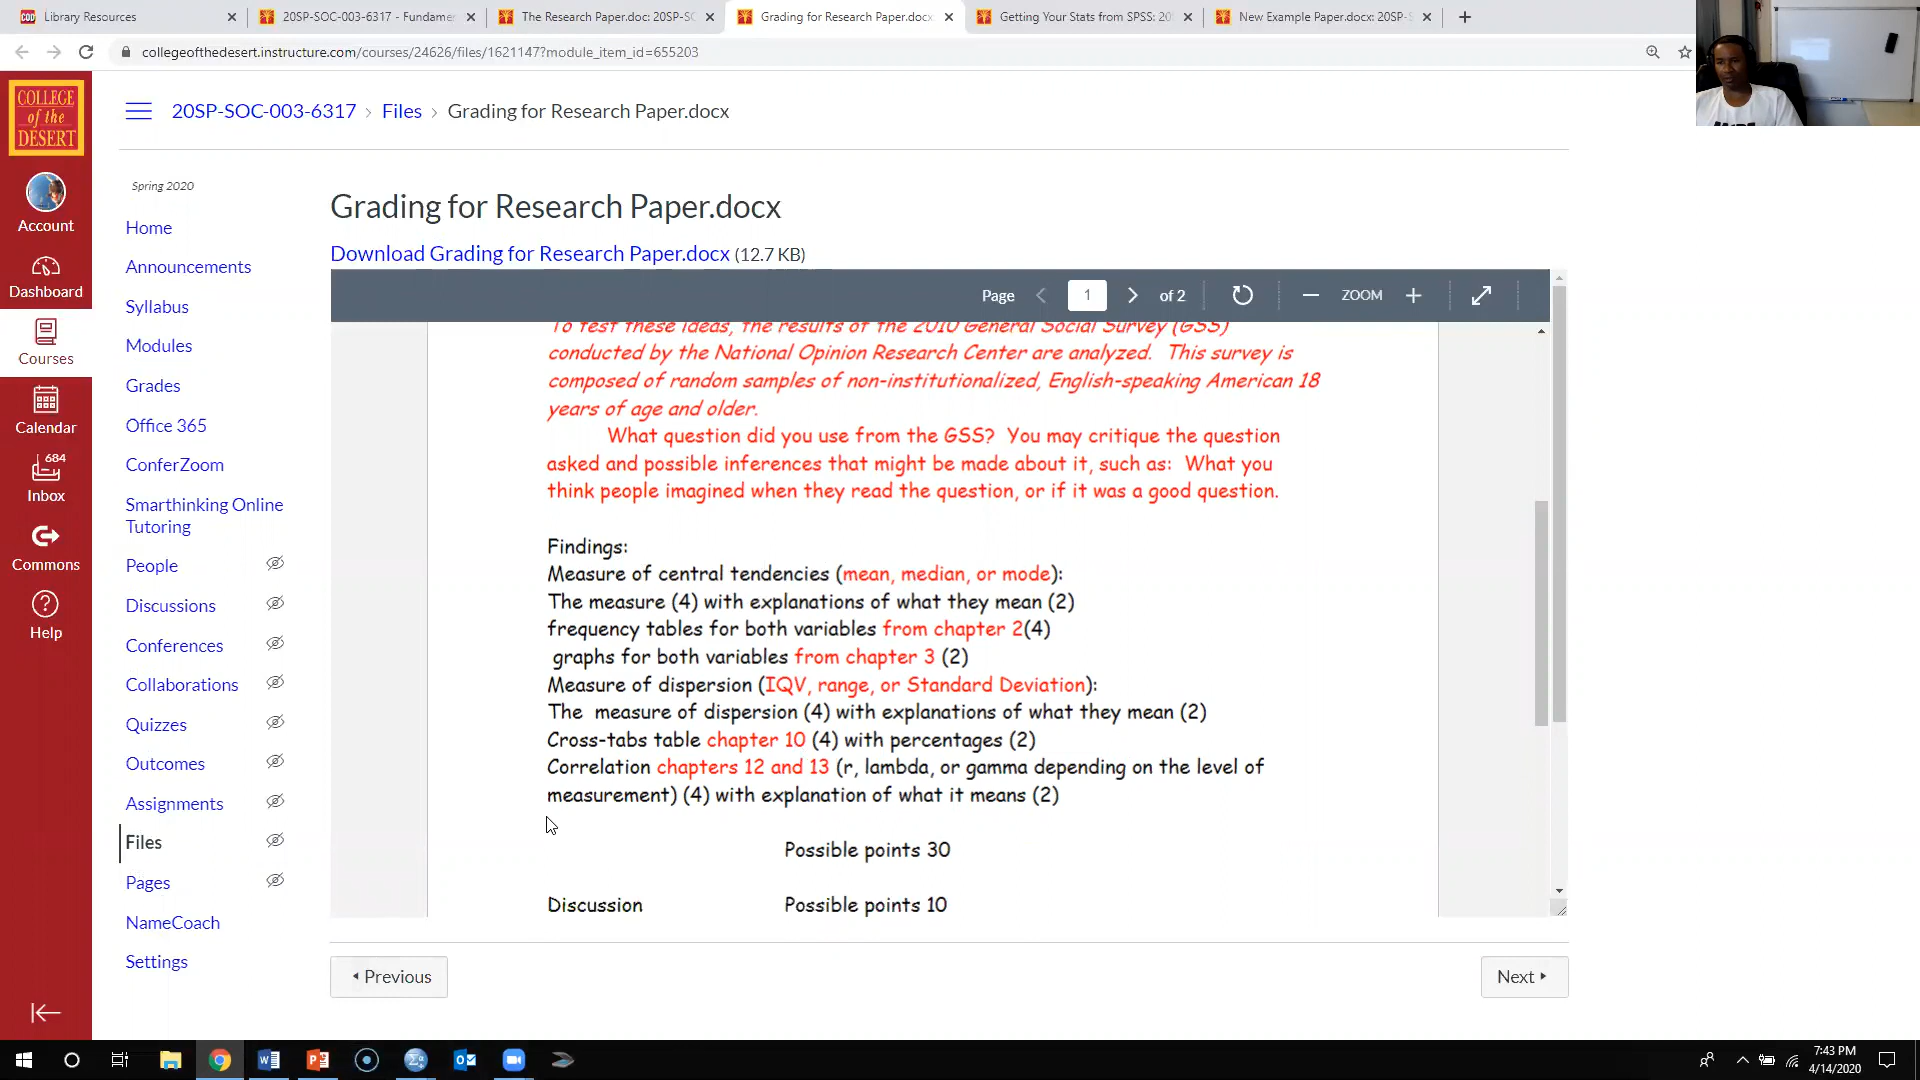 Library Resources
20SP-SOC-003-6317 - Fundame
The Research Paper.doc: 20SP-SC
Grading for Research Paper.docx
Getting Your Stats from SPSS: 20
New Example Paper.docx: 20SP-S
collegeofthedesert.instructure.com/courses/24626/files/1621147?module_item_id=655203
COLLEGE
of the
DESERT
Account
Dashboard
Courses
Calendar
684
Inbox
Commons
Help
20SP-SOC-003-6317 › Files › Grading for Research Paper.docx
Spring 2020
Home
Announcements
Syllabus
Modules
Grades
Office 365
ConferZoom
Smarthinking Online
Tutoring
People
Discussions
Conferences
Collaborations
Quizzes
Outcomes
Assignments
Files
Pages
NameCoach
Settings
Grading for Research Paper.docx
Download Grading for Research Paper.docx (12.7 KB)
Page 1 of 2 ZOOM
To test these ideas, the results of the 2010 General Social Survey (GSS)
conducted by the National Opinion Research Center are analyzed. This survey is
composed of random samples of non-institutionalized, English-speaking American 18
years of age and older.
What question did you use from the GSS? You may critique the question
asked and possible inferences that might be made about it, such as: What you
think people imagined when they read the question, or if it was a good question.
Findings:
Measure of central tendencies (mean, median, or mode):
The measure (4) with explanations of what they mean (2)
frequency tables for both variables from chapter 2(4)
graphs for both variables from chapter 3 (2)
Measure of dispersion (IQV, range, or Standard Deviation):
The measure of dispersion (4) with explanations of what they mean (2)
Cross-tabs table chapter 10 (4) with percentages (2)
Correlation chapters 12 and 13 (r, lambda, or gamma depending on the level of
measurement) (4) with explanation of what it means (2)
Possible points 30
Discussion Possible points 10
Previous
Next
7:43 PM
4/14/2020